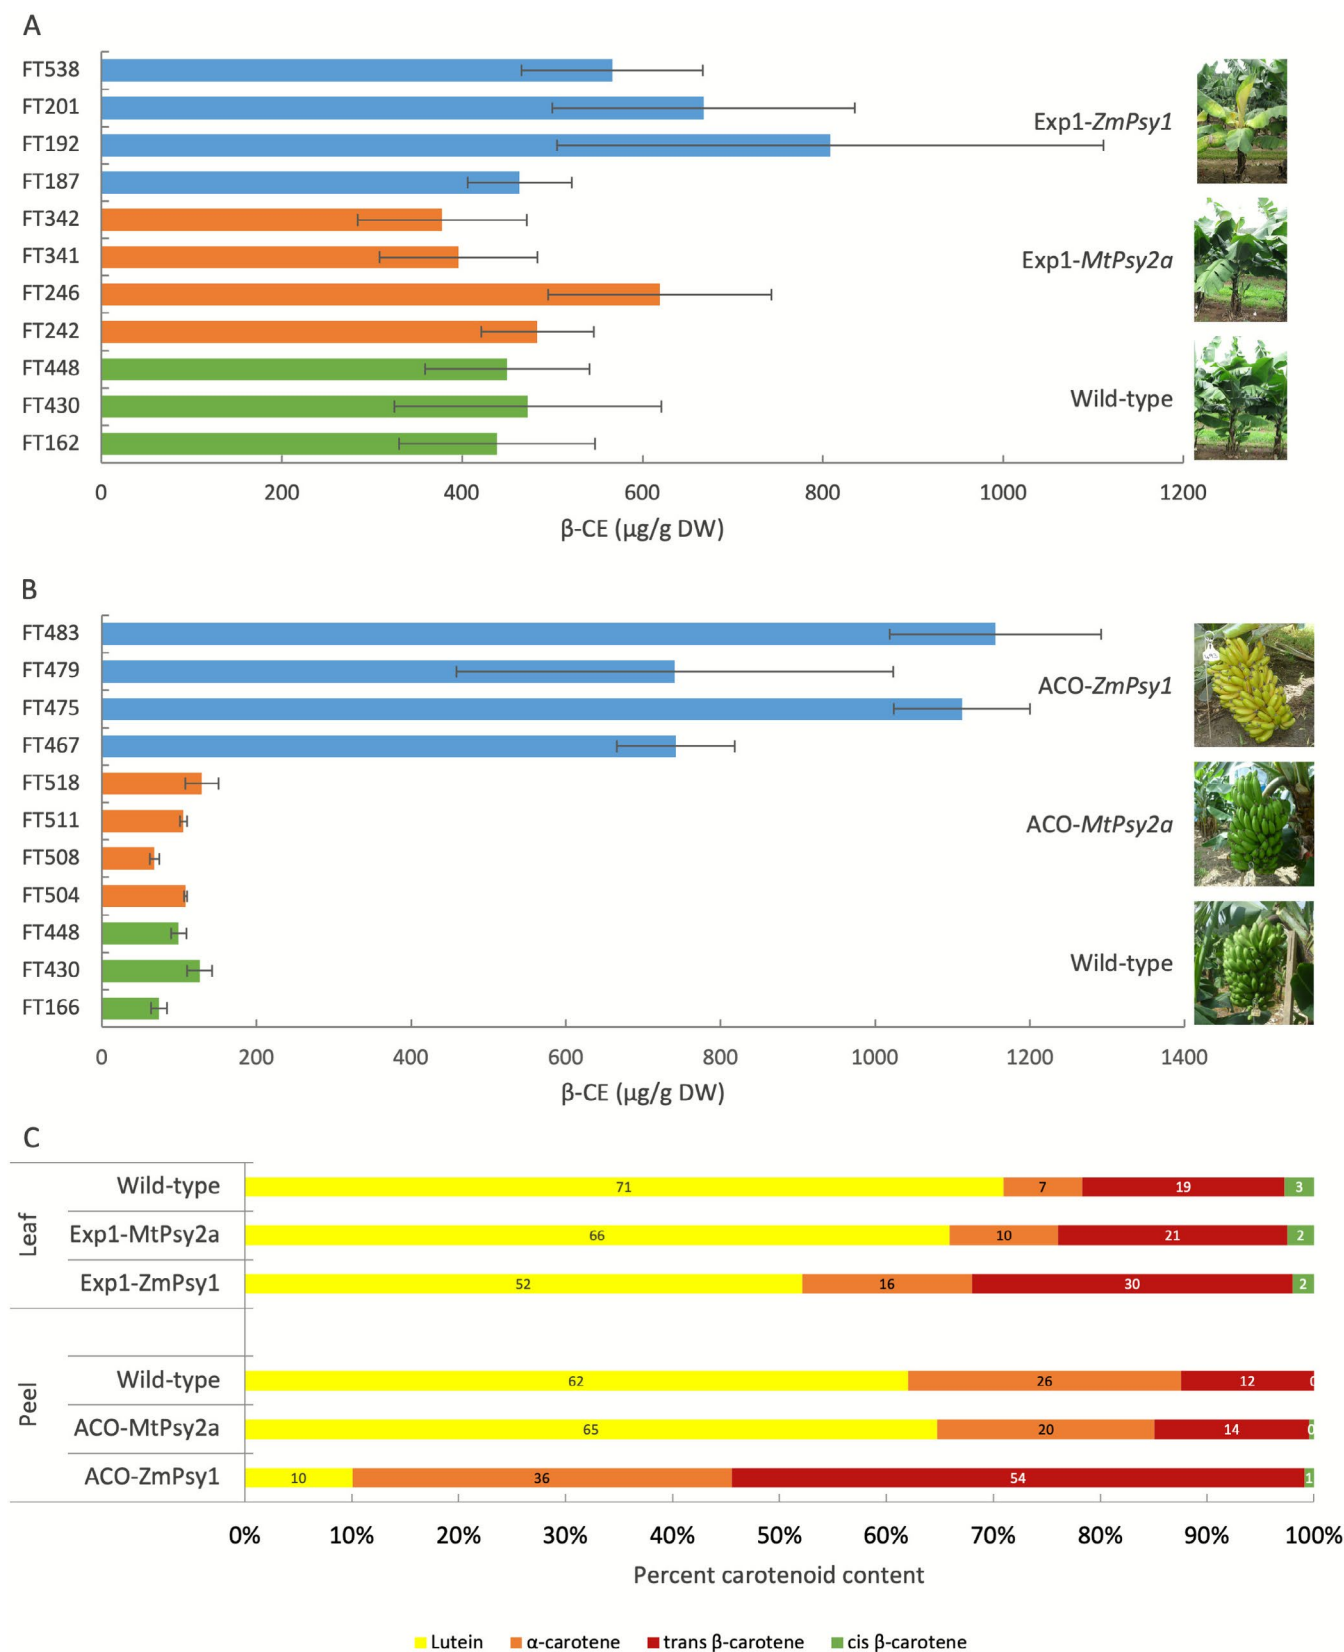 A
FT538
FT201
FT192
FT187
FT342
FT341
FT246
FT242
FT448
FT430
FT162
Exp1-ZmPsy1
Exp1-MtPsy2a
Wild-type
0 200 400 600 800 1000 1200
β-CE (µg/g DW)
B
FT483
FT479
FT475
FT467
FT518
FT511
FT508
FT504
FT448
FT430
FT166
ACO-ZmPsy1
ACO-MtPsy2a
Wild-type
0 200 400 600 800 1000 1200 1400
β-CE (µg/g DW)
C
Leaf
Wild-type 71 7 19 3
Exp1-MtPsy2a 66 10 21 2
Exp1-ZmPsy1 52 16 30 2
Peel
Wild-type 62 26 12 0
ACO-MtPsy2a 65 20 14 0
ACO-ZmPsy1 10 36 54 1
0% 10% 20% 30% 40% 50% 60% 70% 80% 90% 100%
Percent carotenoid content
Lutein α-carotene trans β-carotene cis β-carotene